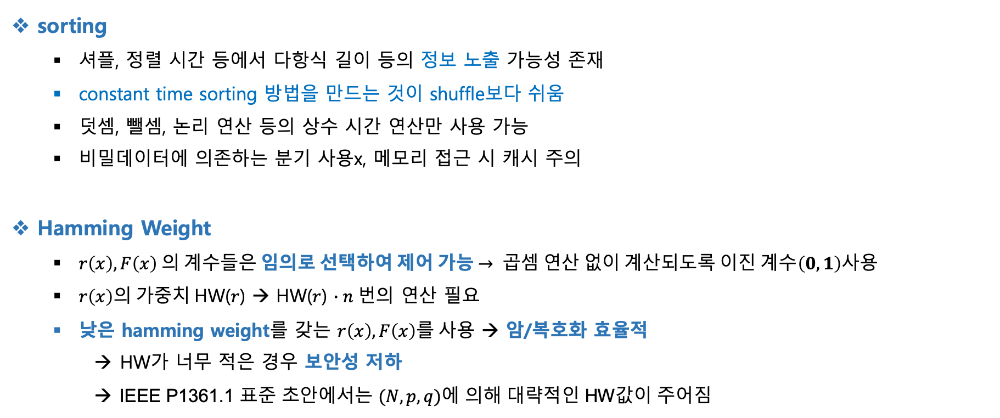 ❖ sorting
▪ 셔플, 정렬 시간 등에서 다항식 길이 등의 정보 노출 가능성 존재
▪ constant time sorting 방법을 만드는 것이 shuffle보다 쉬움
▪ 덧셈, 뺄셈, 논리 연산 등의 상수 시간 연산만 사용 가능
▪ 비밀데이터에 의존하는 분기 사용x, 메모리 접근 시 캐시 주의
❖ Hamming Weight
▪ r(x), F(x) 의 계수들은 임의로 선택하여 제어 가능 → 곱셈 연산 없이 계산되도록 이진 계수(0, 1)사용
▪ r(x)의 가중치 HW(r) → HW(r) · n 번의 연산 필요
▪ 낮은 hamming weight를 갖는 r(x), F(x)를 사용 → 암/복호화 효율적
→ HW가 너무 적은 경우 보안성 저하
→ IEEE P1361.1 표준 초안에서는 (N, p, q)에 의해 대략적인 HW값이 주어짐